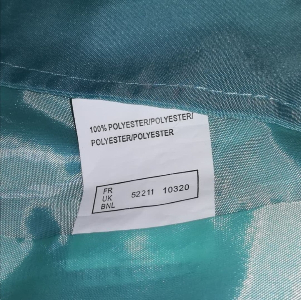 100% POLYESTER/POLYESTER/
POLYESTER/POLYESTER
FR
UK 52211 10320
BNL